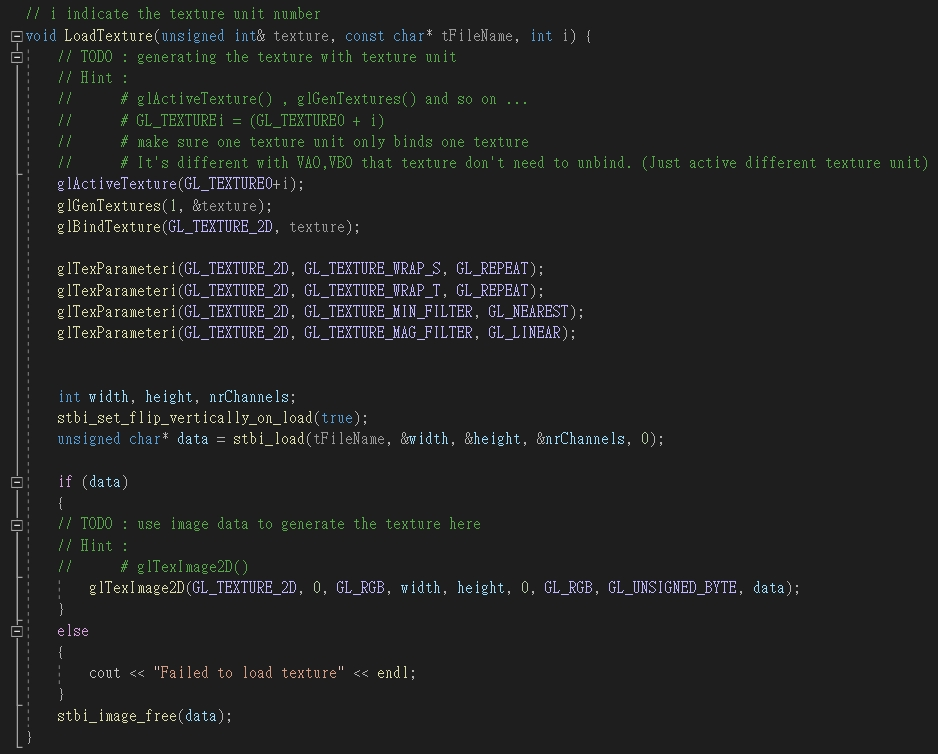 // i indicate the texture unit number
void LoadTexture(unsigned int& texture, const char* tFileName, int i) {
// TODO : generating the texture with texture unit
// Hint :
//      # glActiveTexture() , glGenTextures() and so on ...
//      # GL_TEXTUREi = (GL_TEXTURE0 + i)
//      # make sure one texture unit only binds one texture
//      # It's different with VAO,VBO that texture don't need to unbind. (Just active different texture unit)
glActiveTexture(GL_TEXTURE0+i);
glGenTextures(1, &texture);
glBindTexture(GL_TEXTURE_2D, texture);
glTexParameteri(GL_TEXTURE_2D, GL_TEXTURE_WRAP_S, GL_REPEAT);
glTexParameteri(GL_TEXTURE_2D, GL_TEXTURE_WRAP_T, GL_REPEAT);
glTexParameteri(GL_TEXTURE_2D, GL_TEXTURE_MIN_FILTER, GL_NEAREST);
glTexParameteri(GL_TEXTURE_2D, GL_TEXTURE_MAG_FILTER, GL_LINEAR);
int width, height, nrChannels;
stbi_set_flip_vertically_on_load(true);
unsigned char* data = stbi_load(tFileName, &width, &height, &nrChannels, 0);
if (data)
{
// TODO : use image data to generate the texture here
// Hint :
//      # glTexImage2D()
glTexImage2D(GL_TEXTURE_2D, 0, GL_RGB, width, height, 0, GL_RGB, GL_UNSIGNED_BYTE, data);
}
else
{
cout << "Failed to load texture" << endl;
}
stbi_image_free(data);
}